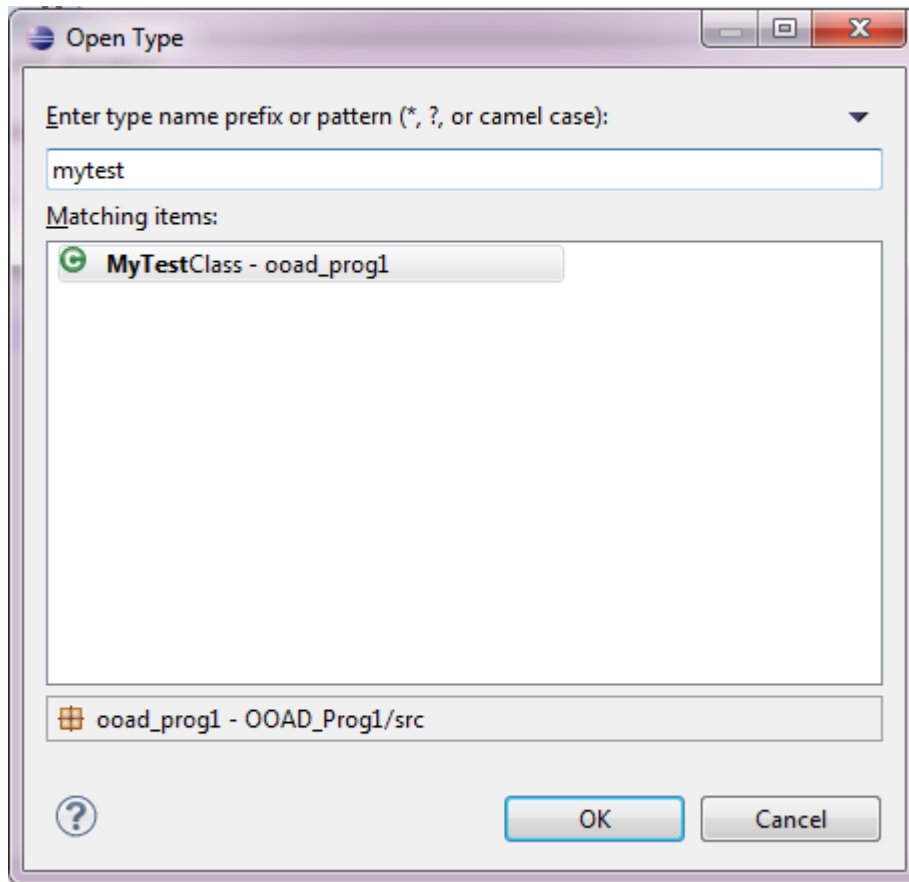 Open Type
Enter type name prefix or pattern (*, ?, or camel case):
mytest
Matching items:
MyTestClass - ooad_prog1
ooad_prog1 - OOAD_Prog1/src
OK Cancel